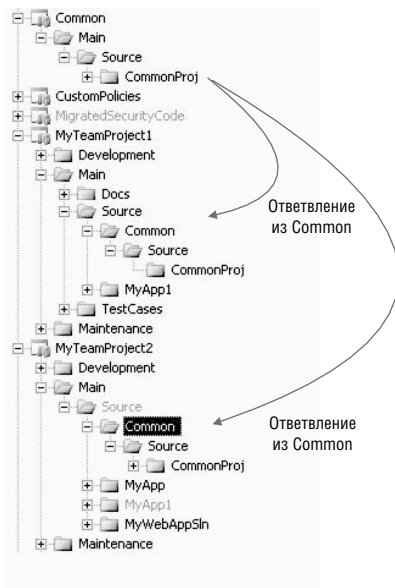 Common
Main
Source
CommonProj
CustomPolicies
MigratedSecurityCode
MyTeamProject1
Development
Main
Docs
Source
Common
Source
CommonProj
MyApp1
TestCases
Maintenance
MyTeamProject2
Development
Main
Source
Common
Source
CommonProj
MyApp
MyApp1
MyWebAppSln
Maintenance
Ответвление
из Common
Ответвление
из Common